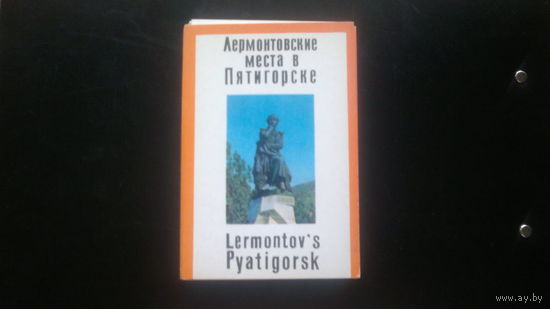 Лермонтовские
места в
Пятигорске
Lermontov's
Pyatigorsk
www.ay.by